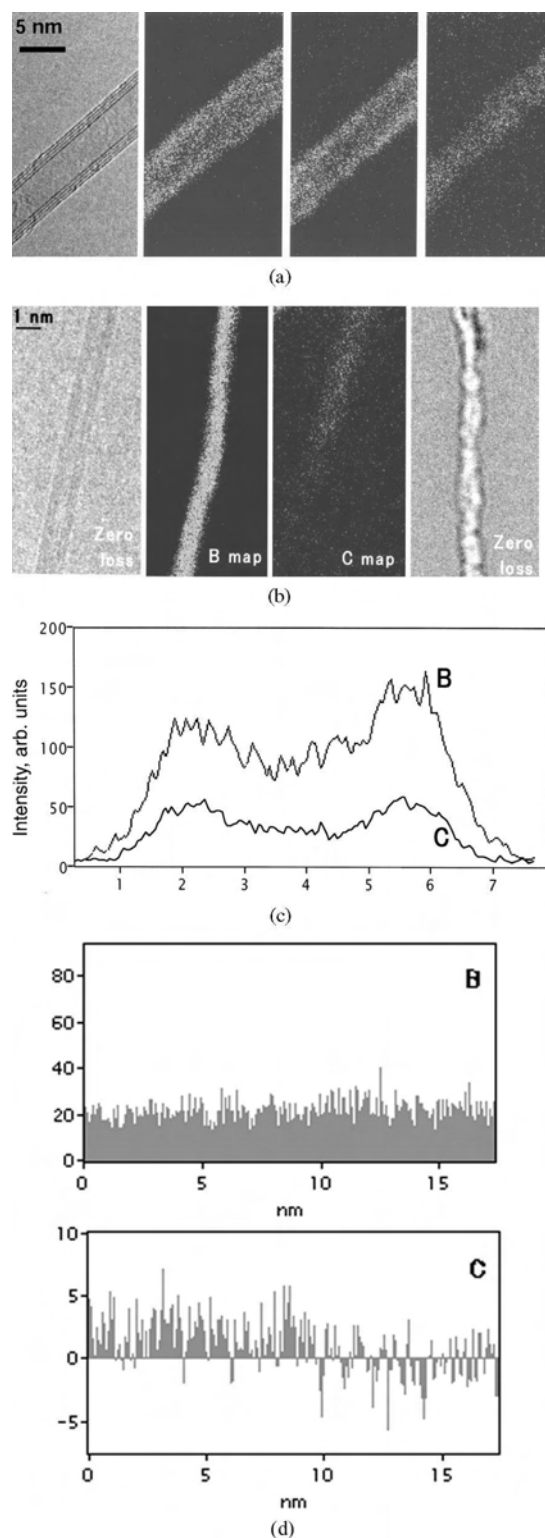 5 nm
(a)
1 nm
Zero
loss
B map
C map
Zero
loss
(b)
200
150
100
50
0
Intensity, arb. units
B
C
1 2 3 4 5 6 7
(c)
80
60
40
20
0
B
0 5 10 15
nm
10
5
0
-5
C
0 5 10 15
nm
(d)